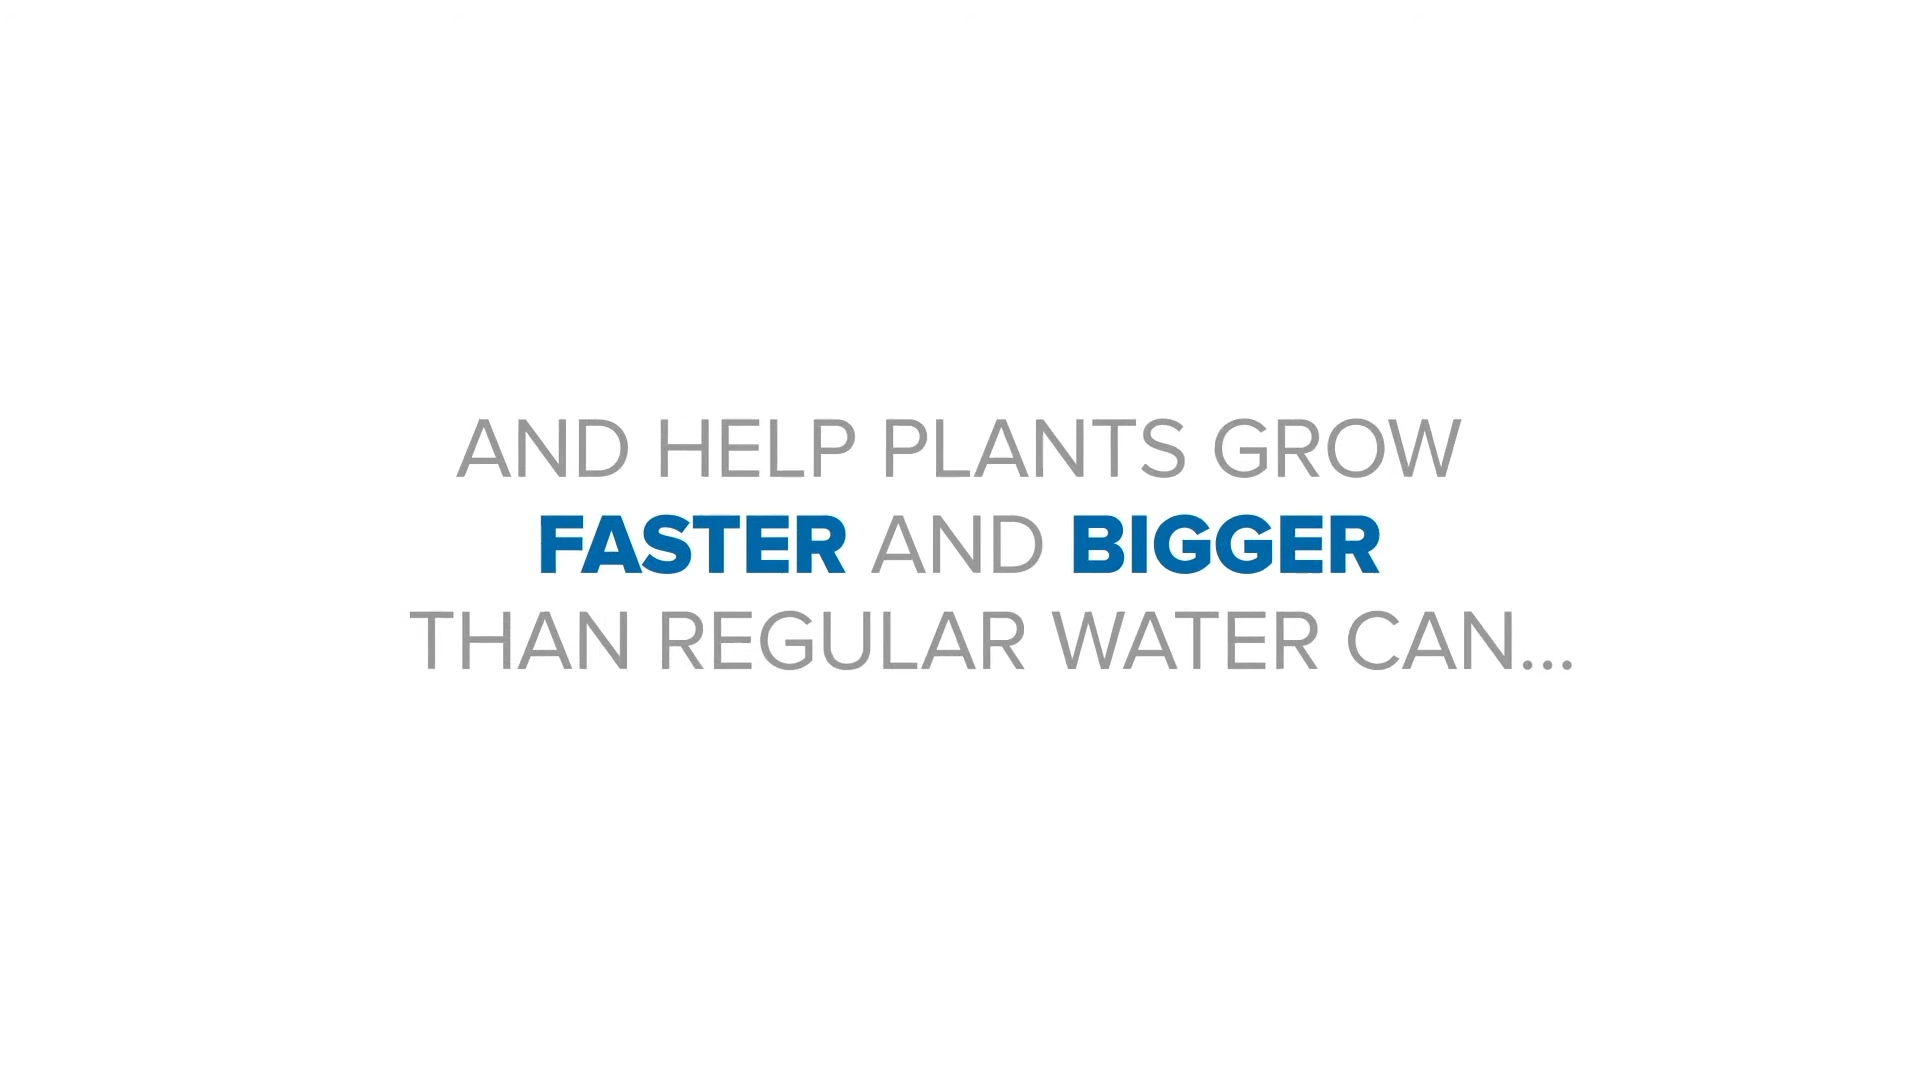 AND HELP PLANTS GROW
FASTER AND BIGGER
THAN REGULAR WATER CAN...